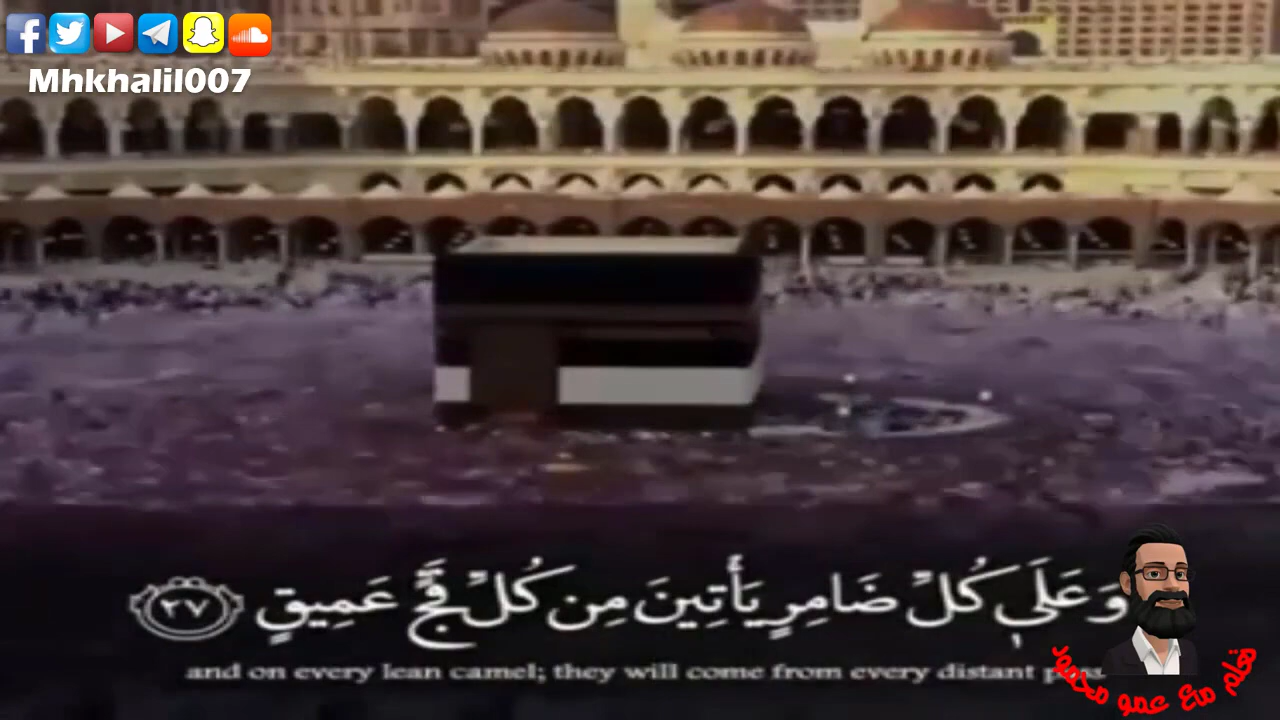 Mhkhalil007
وَعَلَىٰ كُلِّ ضَامِرٍ يَأْتِينَ مِن كُلِّ فَجٍّ عَمِيقٍ ٢٧
and on every lean camel; they will come from every distant
تعلم مع عمو محمود